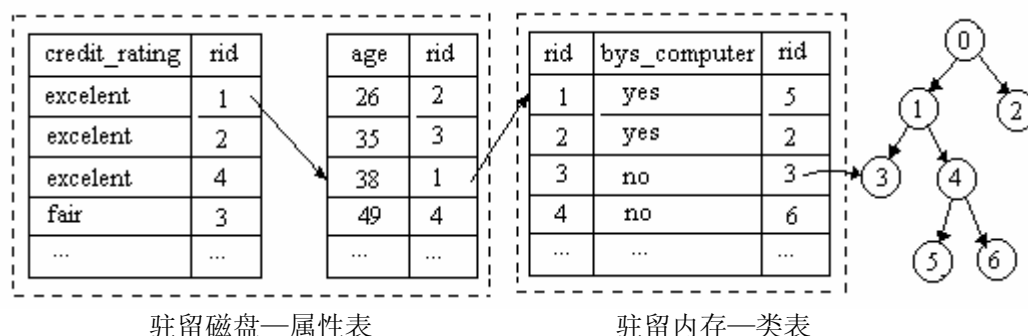 credit_rating rid
excelent 1
excelent 2
excelent 4
fair 3
... ...
age rid
26 2
35 3
38 1
49 4
... ...
rid bys_computer rid
1 yes 5
2 yes 2
3 no 3
4 no 6
... ... ...
0
1 2
3 4
5 6
驻留磁盘—属性表
驻留内存—类表